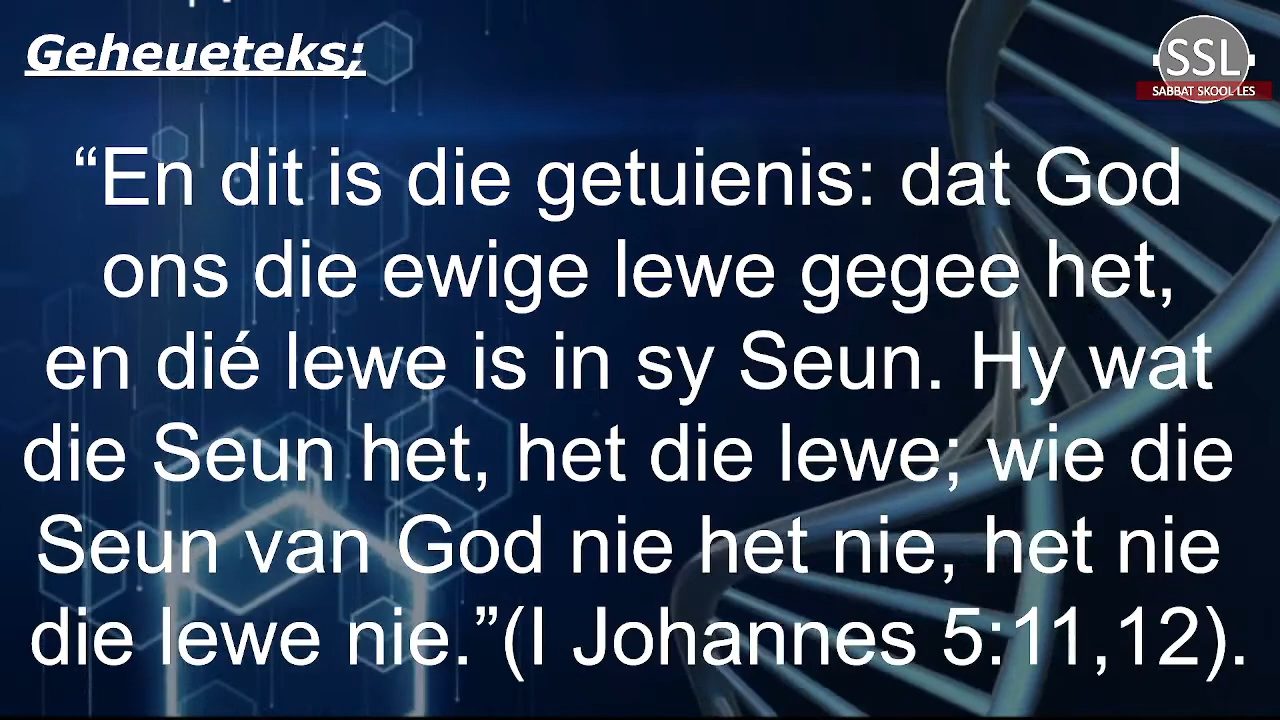 Geheueteks;
SSL
SABBAT SKOOL LES
“En dit is die getuienis: dat God
ons die ewige lewe gegee het,
en dié lewe is in sy Seun. Hy wat
die Seun het, het die lewe; wie die
Seun van God nie het nie, het nie
die lewe nie.”(I Johannes 5:11,12).